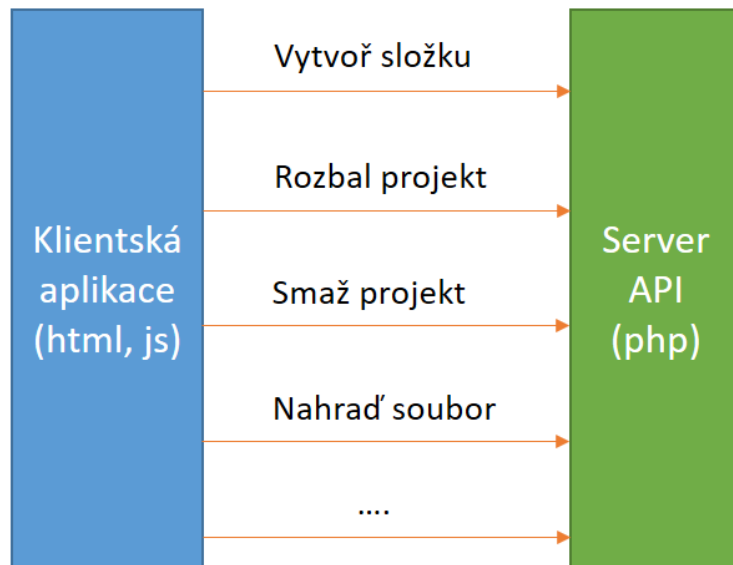 Klientská
aplikace
(html, js)
Vytvoř složku
Rozbal projekt
Smaž projekt
Nahraď soubor
....
Server
API
(php)